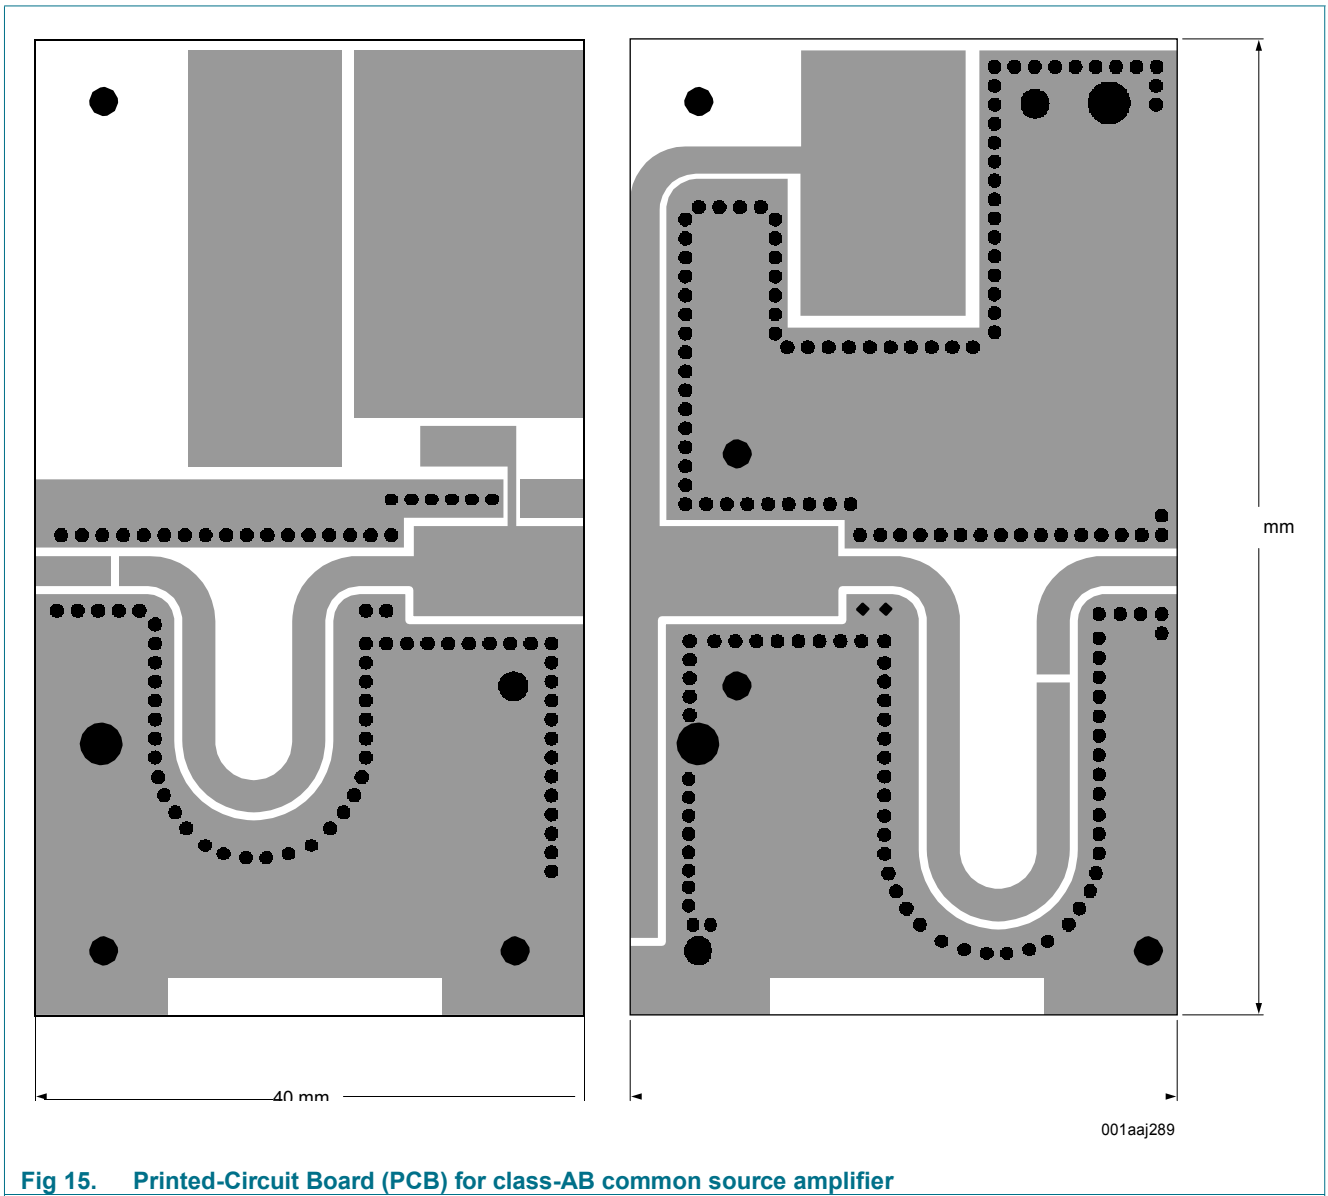 mm
40 mm
001aaj289
Fig 15. Printed-Circuit Board (PCB) for class-AB common source amplifier